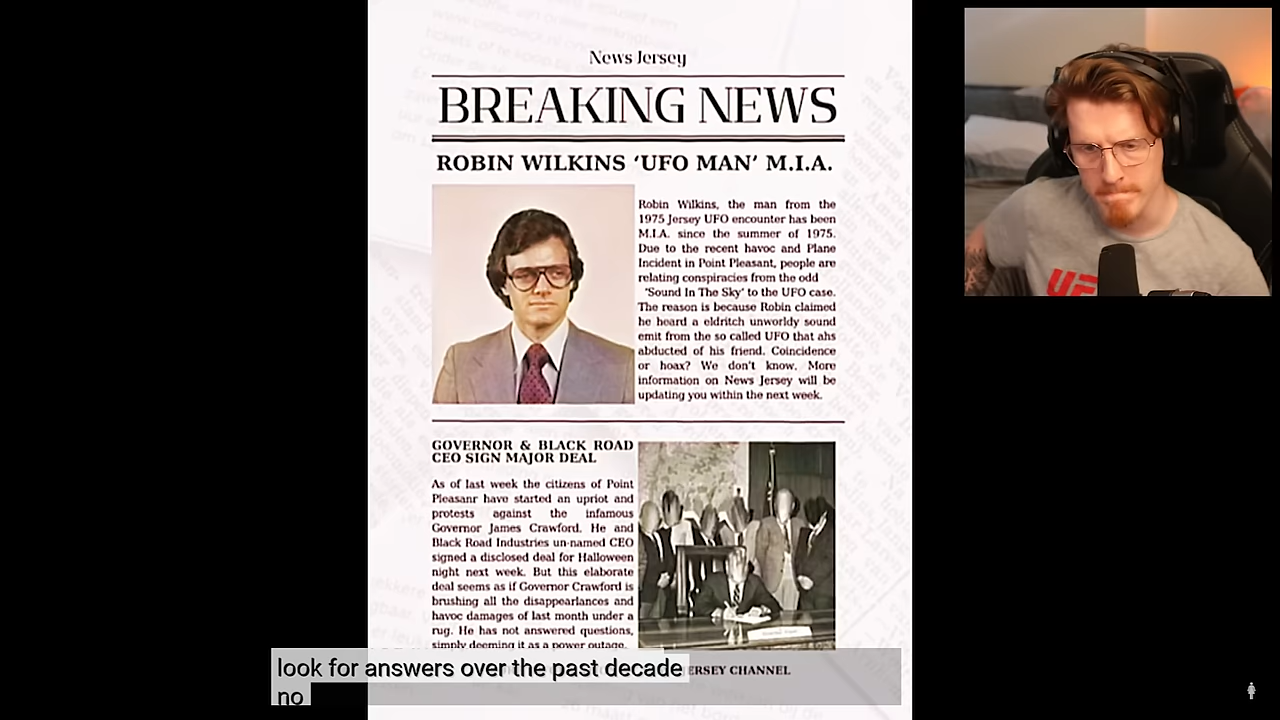 News Jersey
BREAKING NEWS
ROBIN WILKINS ‘UFO MAN’ M.I.A.
Robin Wilkins, the man from the
1975 Jersey UFO encounter has been
M.I.A. since the summer of 1975.
Due to the recent havoc and Plane
Incident in Point Pleasant, people are
relating conspiracies from the odd
‘Sound In The Sky’ to the UFO case.
The reason is because Robin claimed
he heard a eldritch unworldy sound
emit from the so called UFO that ahs
abducted of his friend. Coincidence
or hoax? We don't know. More
information on News Jersey will be
updating you within the next week.
GOVERNOR & BLACK ROAD
CEO SIGN MAJOR DEAL
As of last week the citizens of Point
Pleasanr have started an upriot and
protests against the infamous
Governor James Crawford. He and
Black Road Industries un-named CEO
signed a disclosed deal for Halloween
night next week. But this elaborate
deal seems as if Governor Crawford is
brushing all the disappearlances and
havoc damages of last month under a
rug. He has not answered questions,
simply deeming it as a power outage.
ERSEY CHANNEL
look for answers over the past decade
no
UF